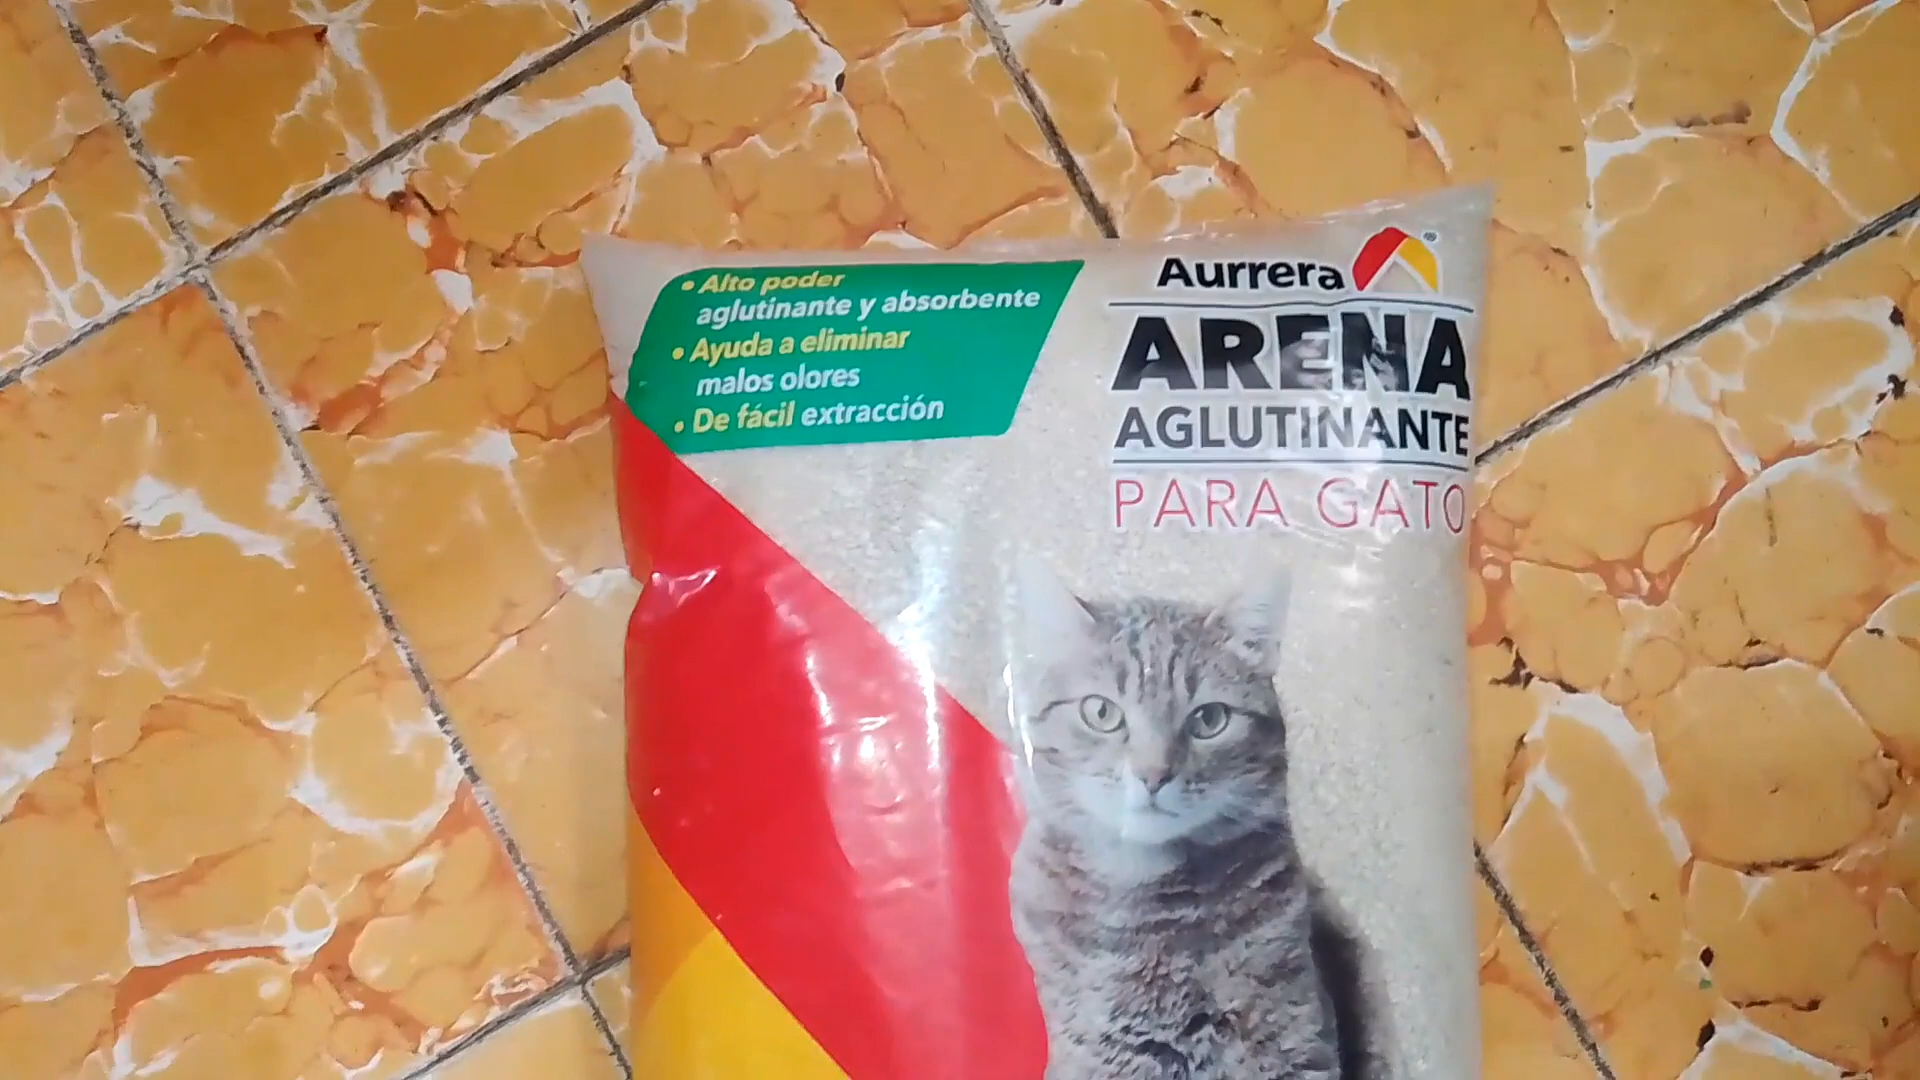 • Alto poder
aglutinante y absorbente
• Ayuda a eliminar
malos olores
• De fácil extracción
Aurrera®
ARENA
AGLUTINANTE
PARA GATO